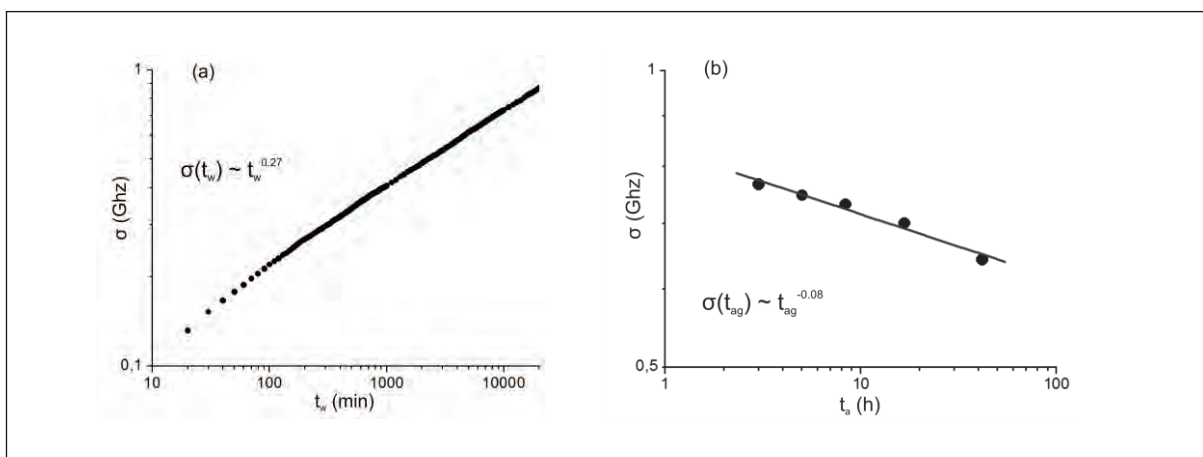 (a)
1
0,1
σ (Ghz)
σ(t_w) ~ t_w^0.27
10 100 1000 10000
t_w (min)
(b)
1
0,5
σ (Ghz)
σ(t_ag) ~ t_ag^-0.08
1 10 100
t_a (h)